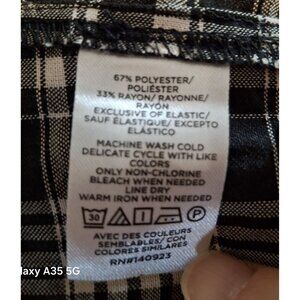 67% POLYESTER/
POLIÉSTER
33% RAYON/ RAYONNE/
RAYÓN
EXCLUSIVE OF ELASTIC/
SAUF ÉLASTIQUE/ EXCEPTO
ELÁSTICO
MACHINE WASH COLD
DELICATE CYCLE WITH LIKE
COLORS
ONLY NON-CHLORINE
BLEACH WHEN NEEDED
LINE DRY
WARM IRON WHEN NEEDED
30 P
AVEC DES COULEURS
SEMBLABLES/ CON
COLORES SIMILARES
RN#140923
laxy A35 5G